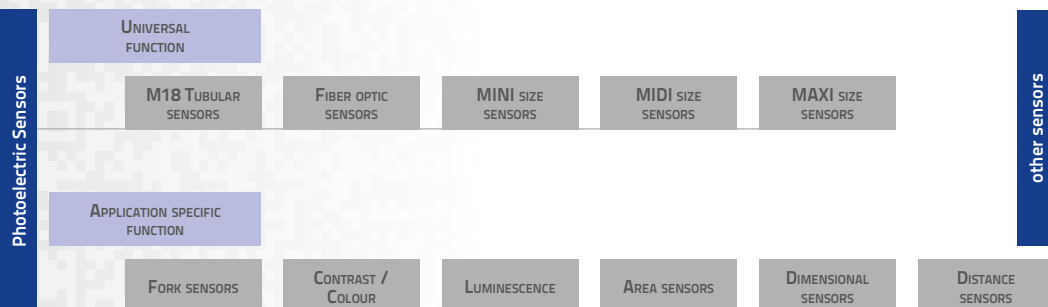 Photoelectric Sensors
Universal
function
M18 Tubular
sensors
Fiber optic
sensors
MINI size
sensors
MIDI size
sensors
MAXI size
sensors
Application specific
function
Fork sensors
Contrast /
Colour
Luminescence
Area sensors
Dimensional
sensors
Distance
sensors
other sensors